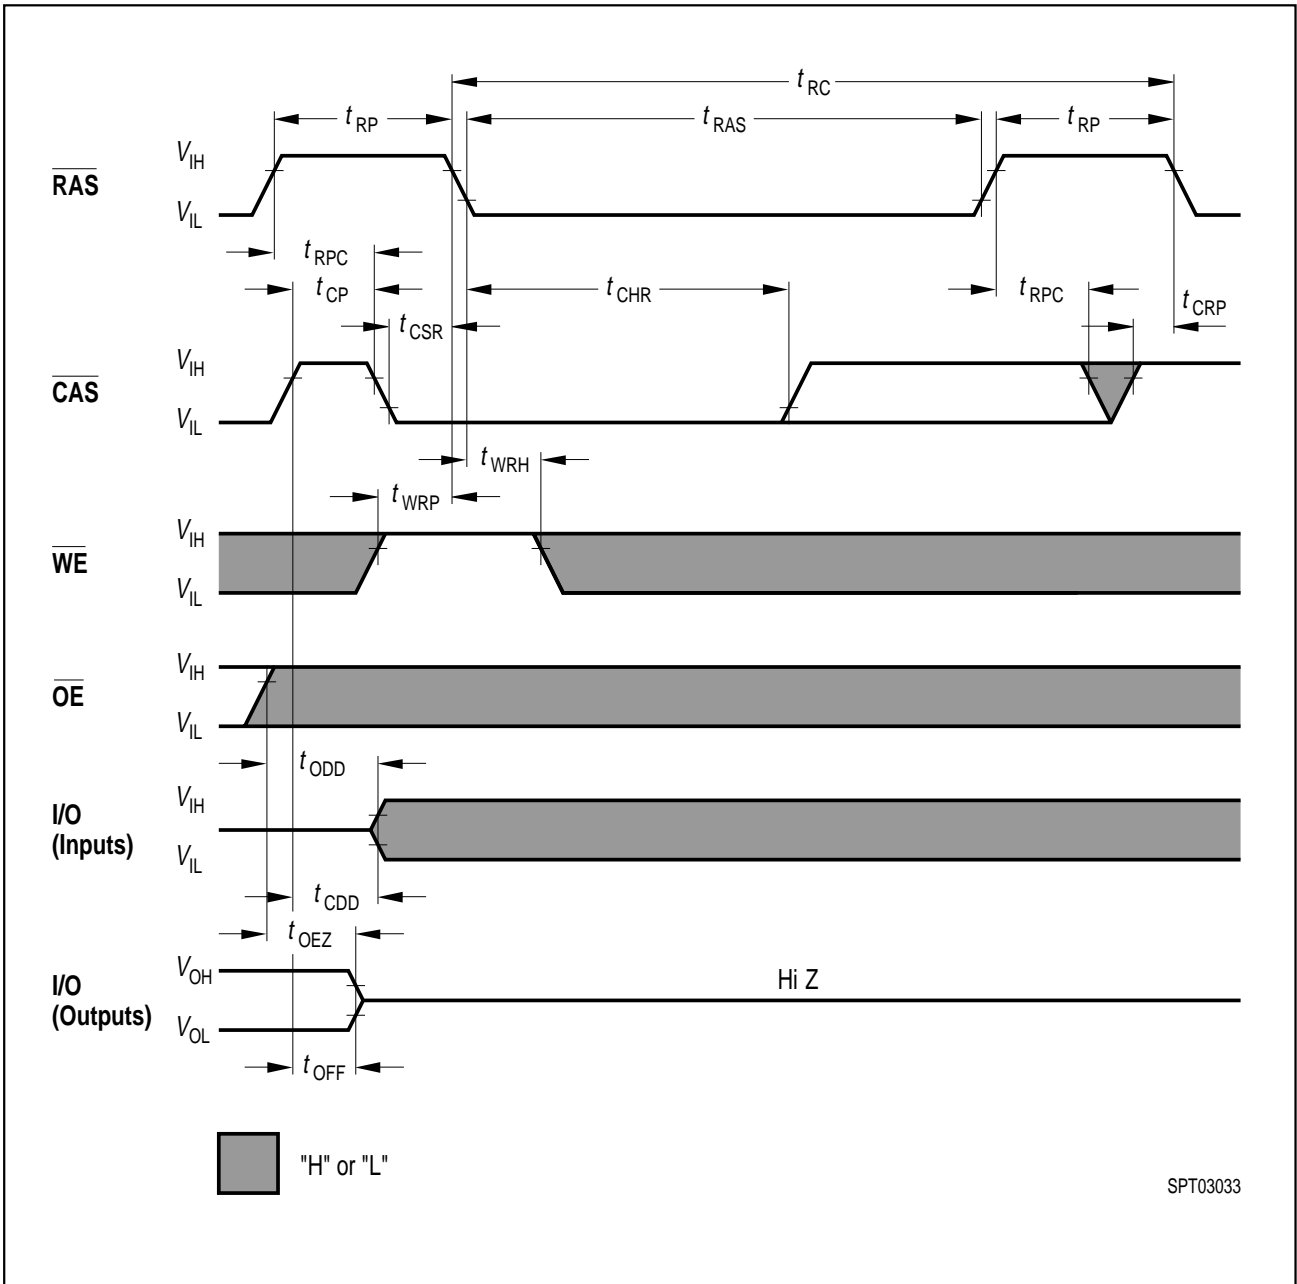 tRC
tRP tRAS tRP
RAS VIH
VIL
tRPC
tCP tCHR tRPC
tCSR tCRP
CAS VIH
VIL
tWRH
tWRP
WE VIH
VIL
OE VIH
VIL
tODD
I/O
(Inputs)
VIH
VIL
tCDD
tOEZ
I/O
(Outputs)
VOH
Hi Z
VOL
tOFF
"H" or "L"
SPT03033